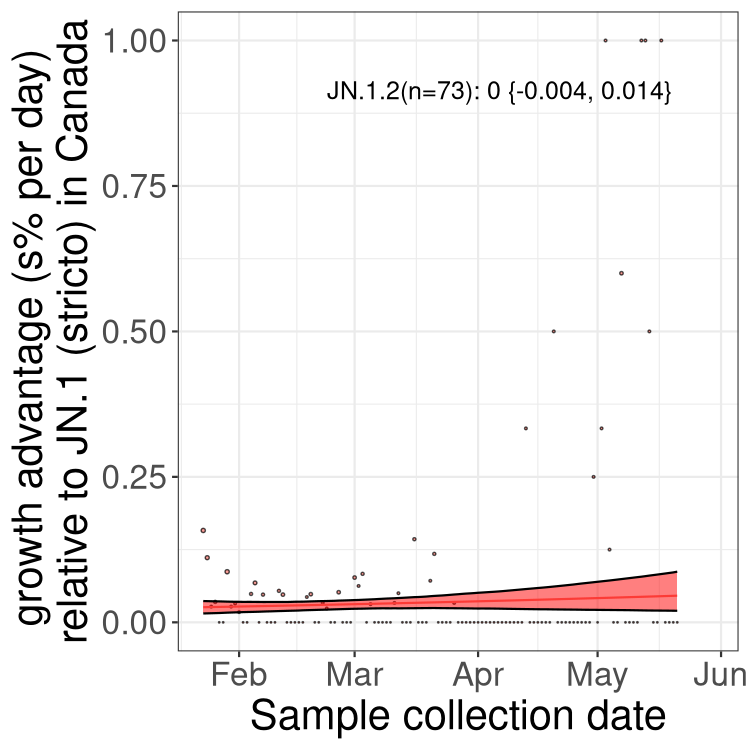 growth advantage (s% per day)
relative to JN.1 (stricto) in Canada
1.00
0.75
0.50
0.25
0.00
JN.1.2(n=73): 0 {-0.004, 0.014}
Feb
Mar
Apr
May
Jun
Sample collection date